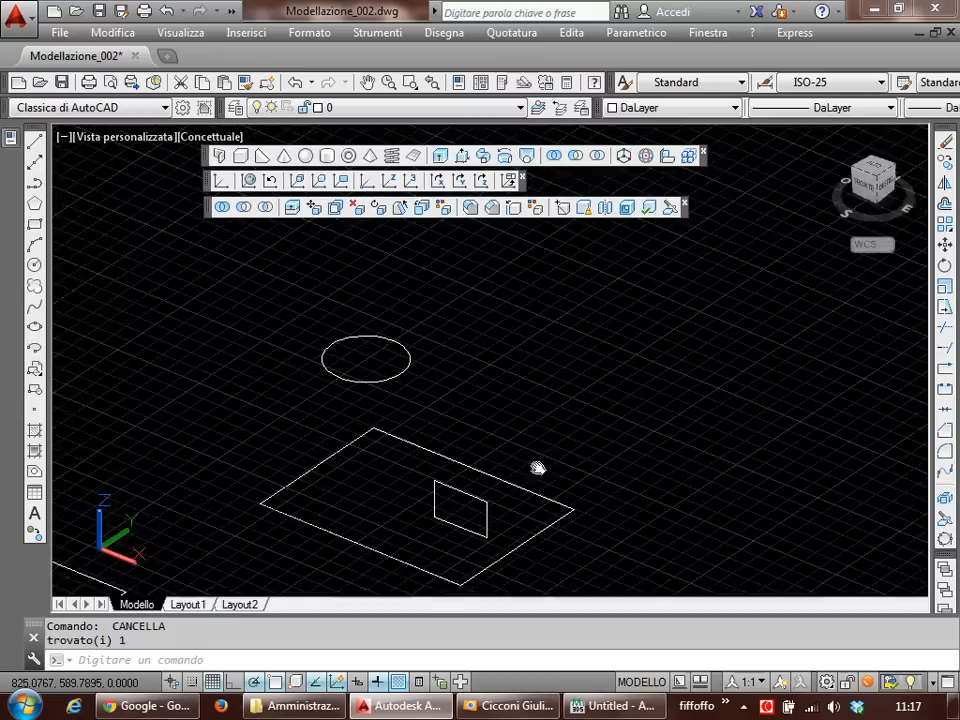 Modellazione_002.dwg
Digitare parola chiave o frase
Accedi
File Modifica Visualizza Inserisci Formato Strumenti Disegna Quotatura Edita Parametrico Finestra Express
Modellazione_002*
Standard ISO-25 Standard
Classica di AutoCAD 0 DaLayer DaLayer DaLayer
[−][Vista personalizzata][Concettuale]
WCS
Z
Y
X
Modello Layout1 Layout2
Comando: CANCELLA
trovato(i) 1
Digitare un comando
825.0767, 589.7895, 0.0000 MODELLO 1:1
Google - Go... Amministraz... Autodesk A... Cicconi Giuli... Untitled - A... fiffoffo 11:17